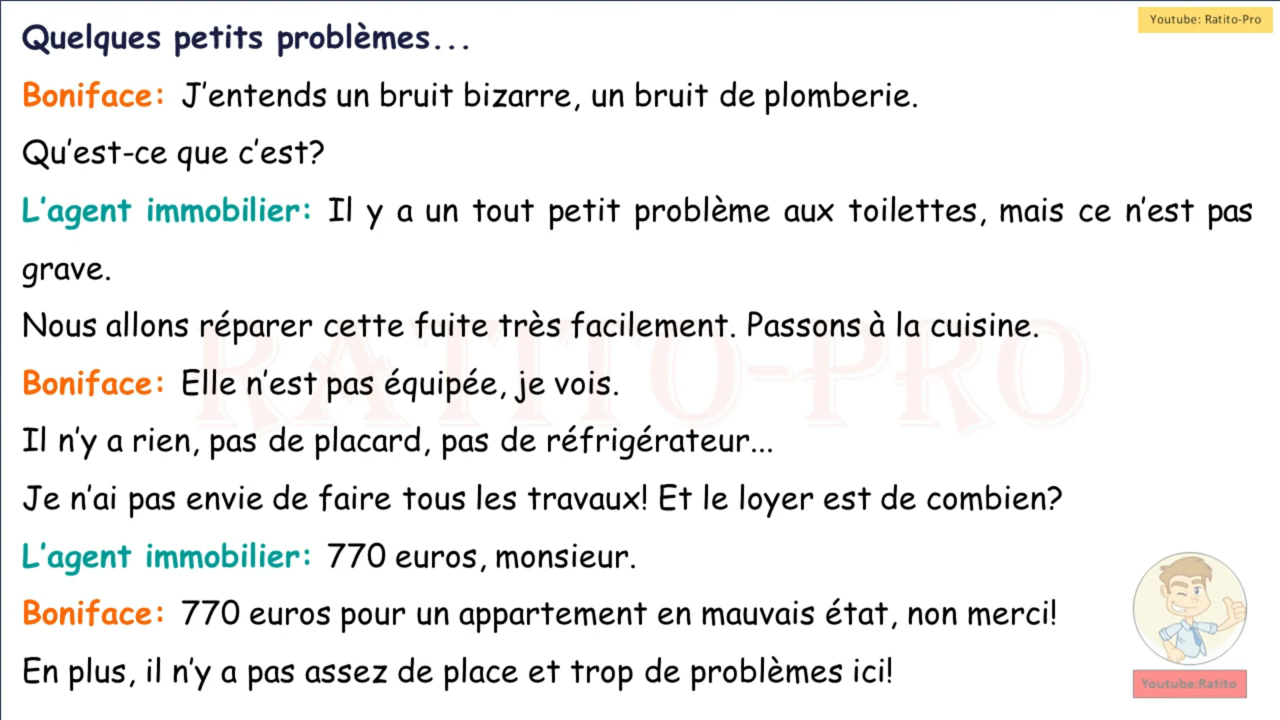 Youtube: Ratito-Pro
Quelques petits problèmes...
Boniface: J'entends un bruit bizarre, un bruit de plomberie.
Qu'est-ce que c'est?
L'agent immobilier: Il y a un tout petit problème aux toilettes, mais ce n'est pas
grave.
Nous allons réparer cette fuite très facilement. Passons à la cuisine.
RATITO-PRO
Boniface: Elle n'est pas équipée, je vois.
Il n'y a rien, pas de placard, pas de réfrigérateur...
Je n'ai pas envie de faire tous les travaux! Et le loyer est de combien?
L'agent immobilier: 770 euros, monsieur.
Boniface: 770 euros pour un appartement en mauvais état, non merci!
En plus, il n'y a pas assez de place et trop de problèmes ici!
Youtube:Ratito